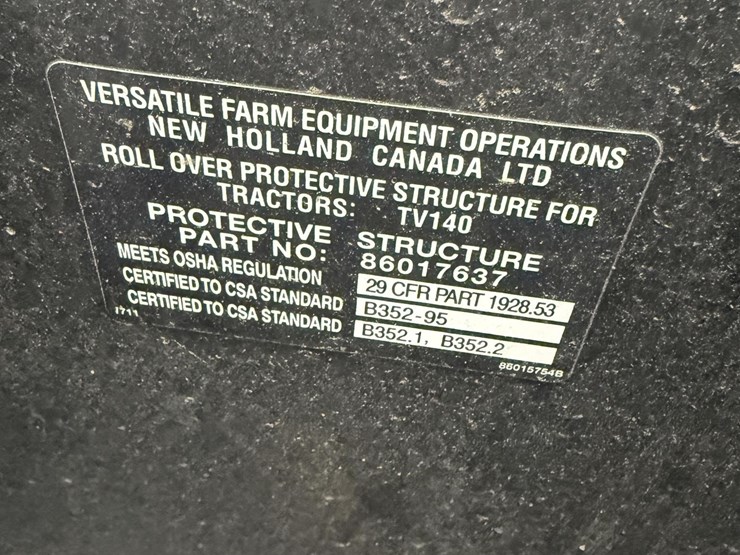 VERSATILE FARM EQUIPMENT OPERATIONS
NEW HOLLAND CANADA LTD
ROLL OVER PROTECTIVE STRUCTURE FOR
TRACTORS: TV140
PROTECTIVE STRUCTURE
PART NO: 86017637
MEETS OSHA REGULATION 29 CFR PART 1928.53
CERTIFIED TO CSA STANDARD B352-95
CERTIFIED TO CSA STANDARD B352.1, B352.2
1711 86015754B